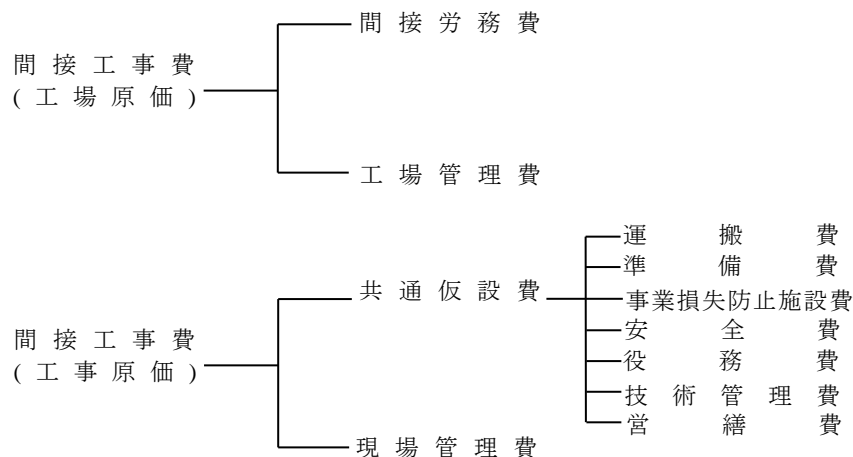 間接労務費
間接工事費
(工場原価)
工場管理費
運搬費
準備費
共通仮設費
事業損失防止施設費
安全費
間接工事費
(工事原価)
役務費
技術管理費
営繕費
現場管理費